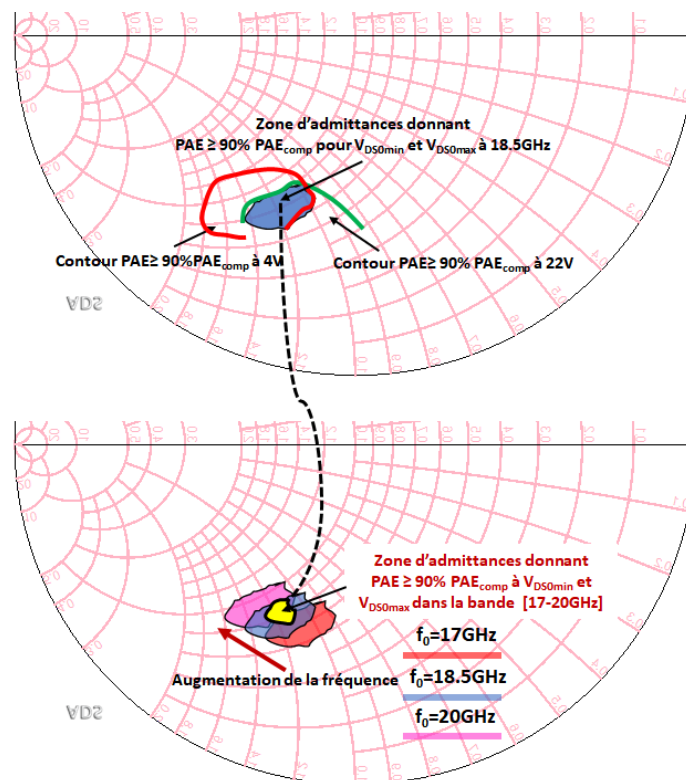 Zone d'admittances donnant
PAE ≥ 90% PAEcomp pour VDS0min et VDS0max à 18.5GHz
Contour PAE≥ 90%PAEcomp à 4V
Contour PAE≥ 90% PAEcomp à 22V
ADS
Zone d'admittances donnant
PAE ≥ 90% PAEcomp à VDS0min et
VDS0max dans la bande [17-20GHz]
f0=17GHz
Augmentation de la fréquence
f0=18.5GHz
f0=20GHz
ADS